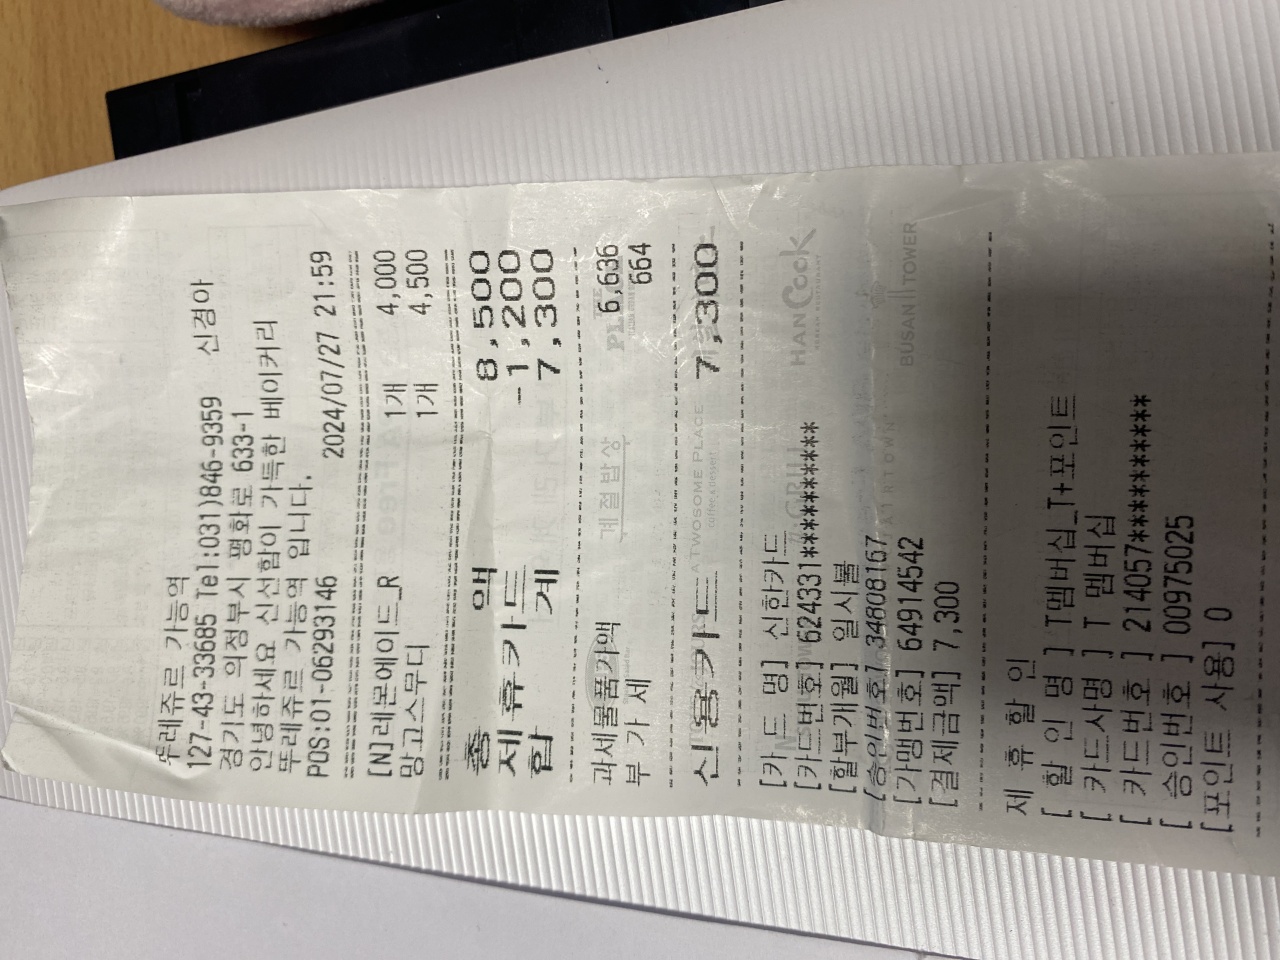 뚜레쥬르 가능역
127-43-33685 Tel:031)846-9359 신경아
경기도 의정부시 평화로 633-1
안녕하세요 신선함이 가득한 베이커리
뚜레쥬르 가능역 입니다.
POS:01-06293146 2024/07/27 21:59
[N]레몬에이드_R 1개 4,000
망고스무디 1개 4,500
총 액 8,500
제휴카드 -1,200
합 계 7,300
과세물품가액 6,636
부 가 세 664
신용카드 7,300
[카 드 명] 신한카드
[카드번호] 624331**********
[할부개월] 일시불
[승인번호] 34808167
[가맹번호] 64914542
[결제금액] 7,300
제 휴 할 인
[ 할 인 명 ] T멤버십_T+포인트
[ 카드사명 ] T 멤버십
[ 카드번호 ] 214057**********
[ 승인번호 ] 00975025
[포인트 사용] 0
계절밥상
A TWOSOME PLACE
HANCook
BUSAN TOWER